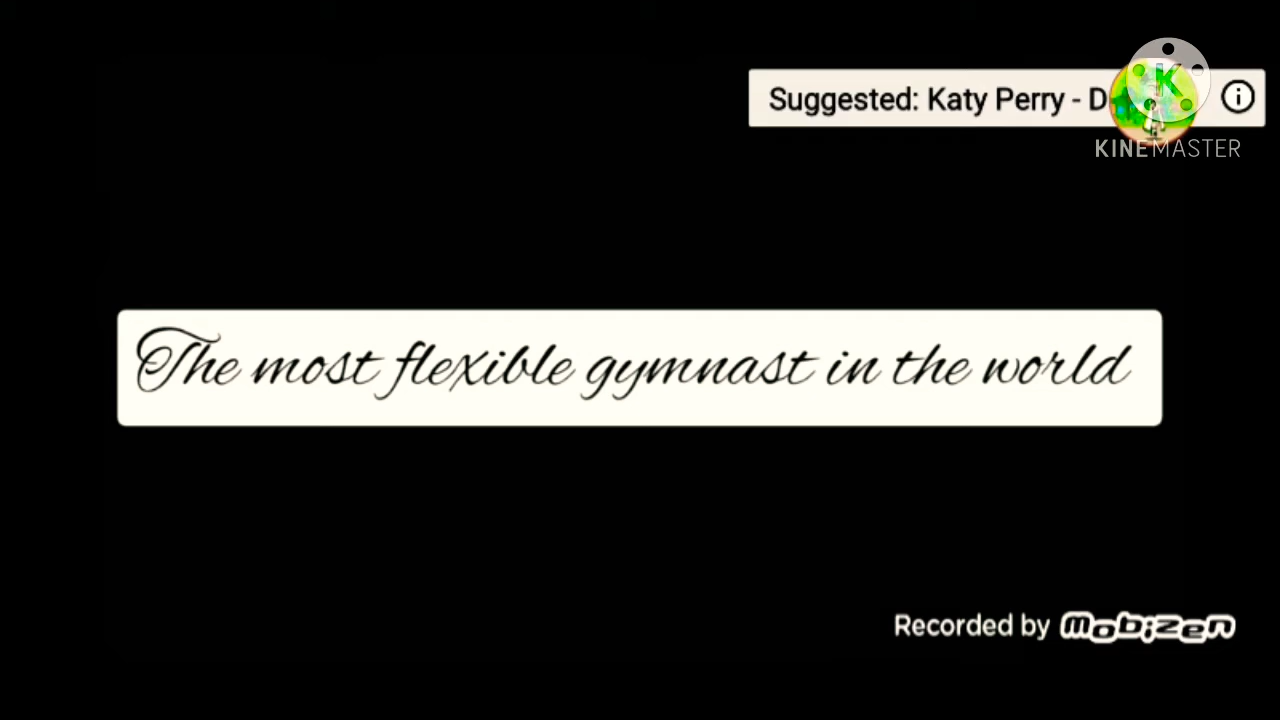 Suggested: Katy Perry - D
K
KINEMASTER
The most flexible gymnast in the world
Recorded by mobizen